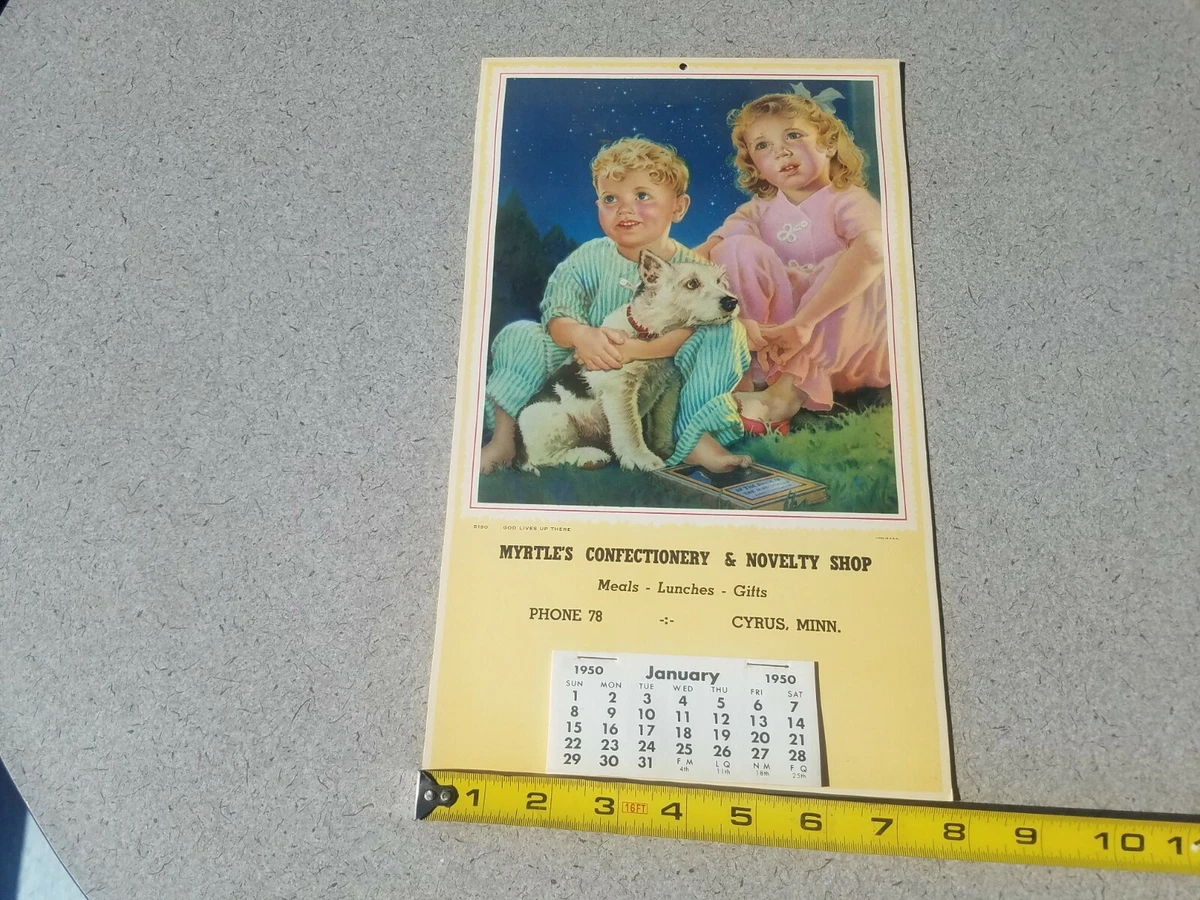 5190 GOD LIVES UP THERE
MYRTLE'S CONFECTIONERY & NOVELTY SHOP
Meals - Lunches - Gifts
PHONE 78 -:- CYRUS, MINN.
1950 January 1950
SUN MON TUE WED THU FRI SAT
1 2 3 4 5 6 7
8 9 10 11 12 13 14
15 16 17 18 19 20 21
22 23 24 25 26 27 28
29 30 31 F M 4th L Q 11th N M 18th F Q 25th
1 2 3 16FT 4 5 6 7 8 9 10 1